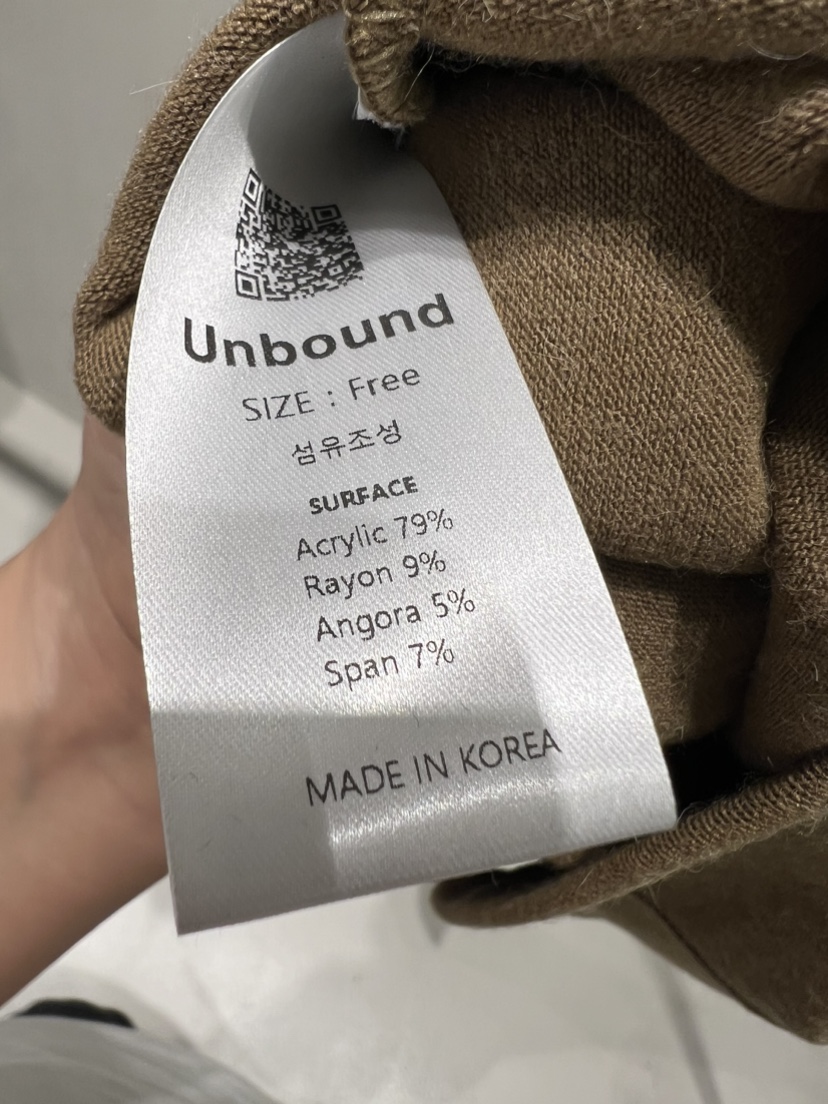 Unbound
SIZE : Free
섬유조성
SURFACE
Acrylic 79%
Rayon 9%
Angora 5%
Span 7%
MADE IN KOREA